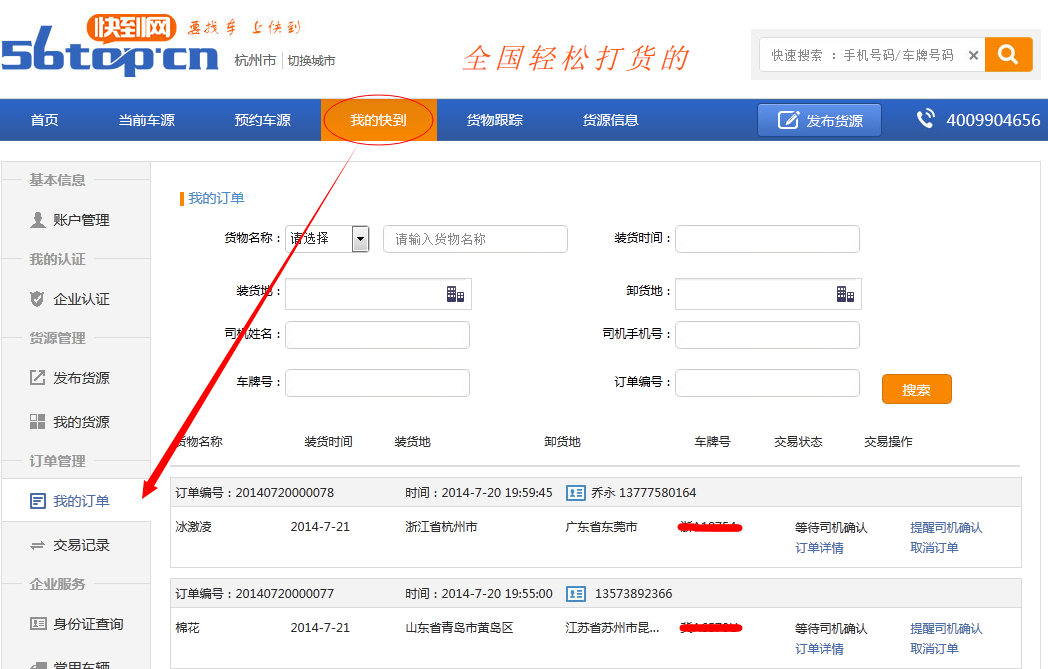 快到网 要找车 上快到
56topcn
杭州市 切换城市
全国轻松打货的
快速搜索 ：手机号码/车牌号码
首页 当前车源 预约车源 我的快到 货物跟踪 货源信息 发布货源 4009904656
基本信息
账户管理
我的认证
企业认证
货源管理
发布货源
我的货源
订单管理
我的订单
交易记录
企业服务
身份证查询
常用车辆
我的订单
货物名称： 请选择 请输入货物名称 装货时间：
装货地： 卸货地：
司机姓名： 司机手机号：
车牌号： 订单编号： 搜索
货物名称 装货时间 装货地 卸货地 车牌号 交易状态 交易操作
订单编号：20140720000078 时间：2014-7-20 19:59:45 乔永 13777580164
冰激凌 2014-7-21 浙江省杭州市 广东省东莞市 等待司机确认 提醒司机确认
订单详情 取消订单
订单编号：20140720000077 时间：2014-7-20 19:55:00 13573892366
棉花 2014-7-21 山东省青岛市黄岛区 江苏省苏州市昆... 等待司机确认 提醒司机确认
订单详情 取消订单